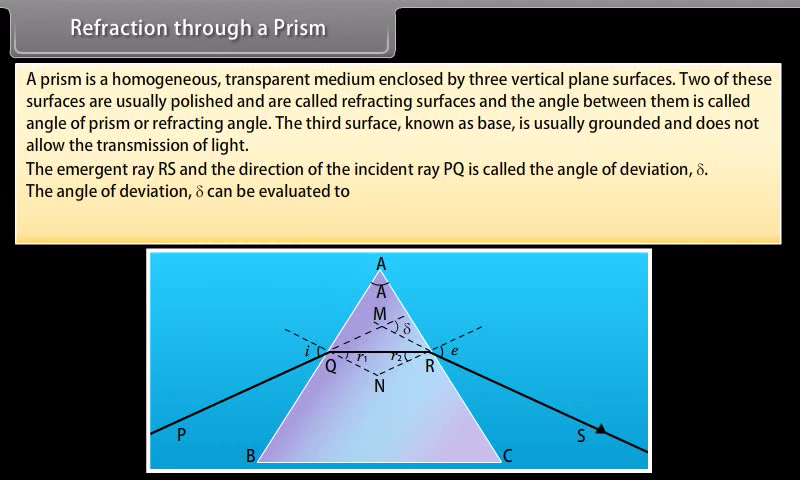 Refraction through a Prism
A prism is a homogeneous, transparent medium enclosed by three vertical plane surfaces. Two of these
surfaces are usually polished and are called refracting surfaces and the angle between them is called
angle of prism or refracting angle. The third surface, known as base, is usually grounded and does not
allow the transmission of light.
The emergent ray RS and the direction of the incident ray PQ is called the angle of deviation, δ.
The angle of deviation, δ can be evaluated to
A
A
M
δ
i r₁ r₂ e
Q R
N
P S
B C